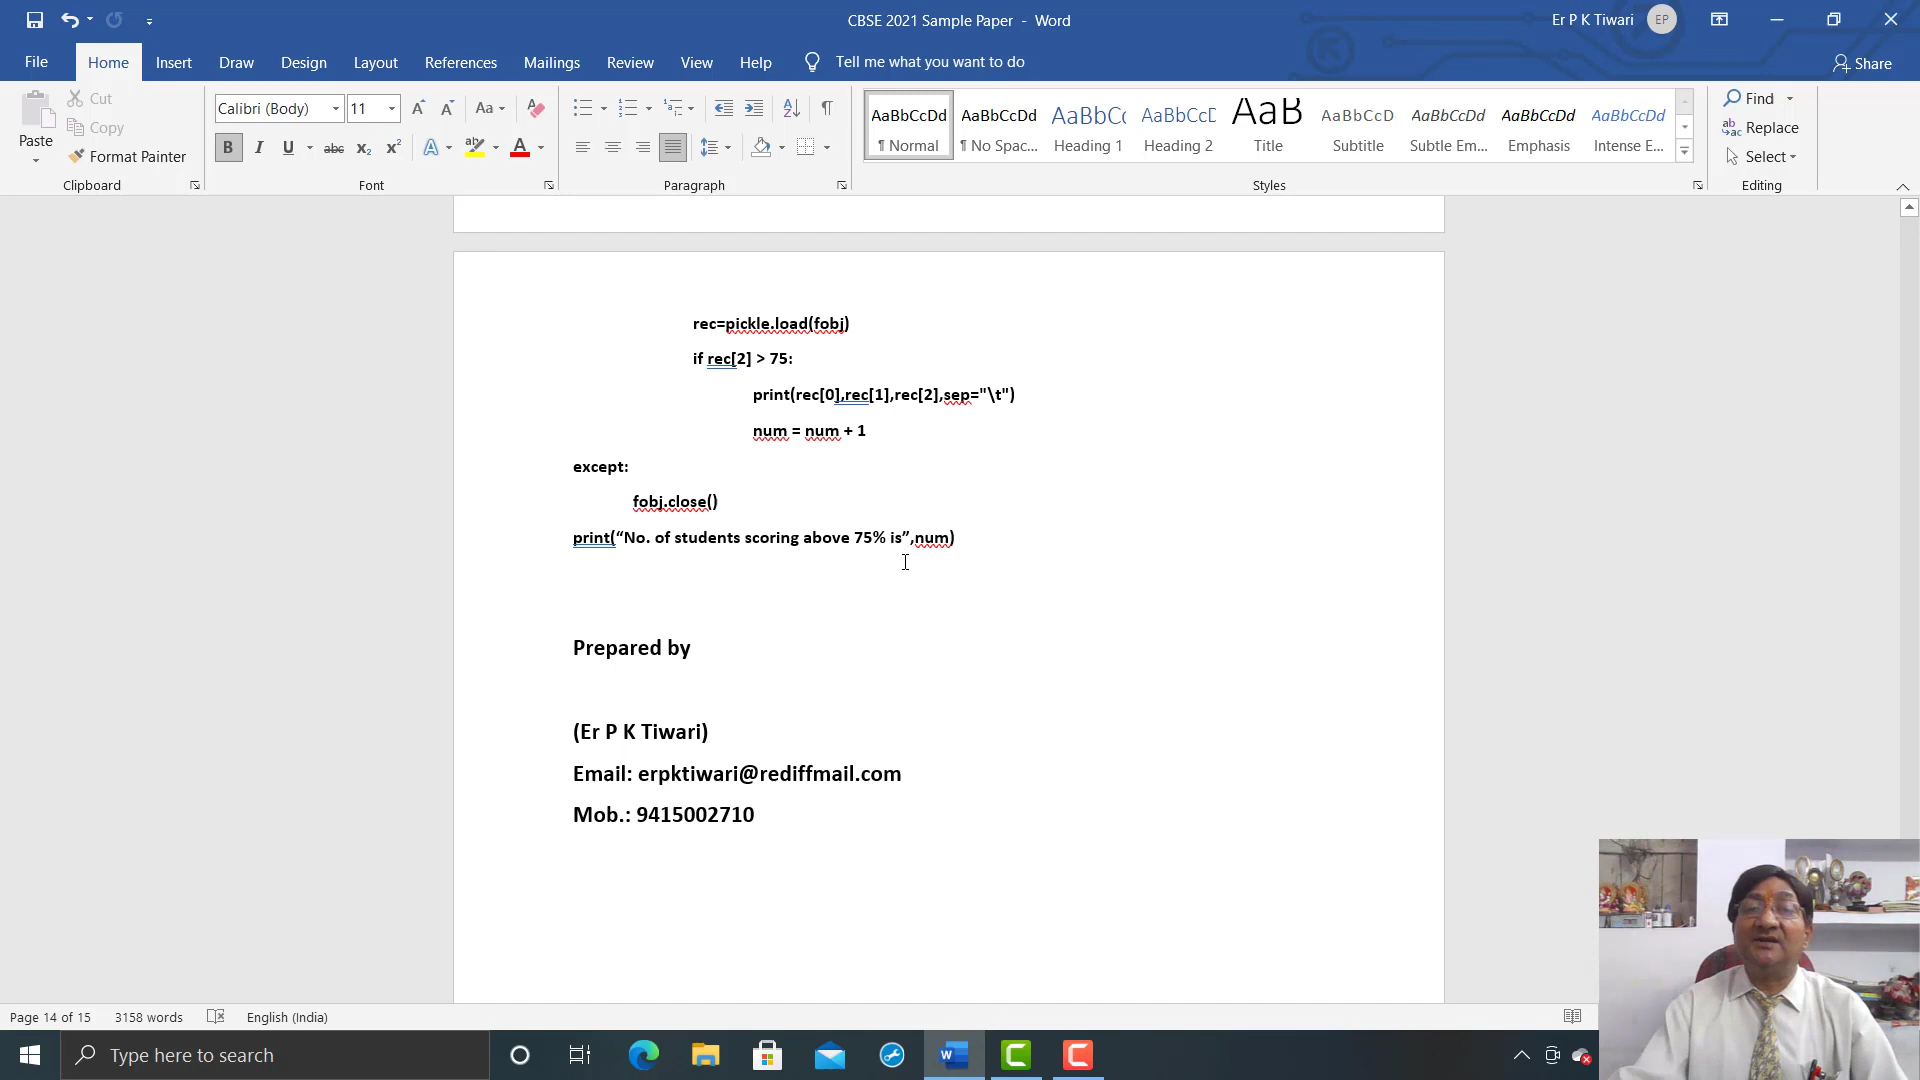 CBSE 2021 Sample Paper - Word
Er P K Tiwari
EP
File
Home
Insert
Draw
Design
Layout
References
Mailings
Review
View
Help
Tell me what you want to do
Share
Paste
Cut
Copy
Format Painter
Clipboard
Calibri (Body)
11
Font
Paragraph
AaBbCcDd
¶ Normal
AaBbCcDd
¶ No Spac...
AaBbC
Heading 1
AaBbCcC
Heading 2
AaB
Title
AaBbCcD
Subtitle
AaBbCcDd
Subtle Em...
AaBbCcDd
Emphasis
AaBbCcDd
Intense E...
Styles
Find
Replace
Select
Editing
rec=pickle.load(fobj)
if rec[2] > 75:
print(rec[0],rec[1],rec[2],sep="\t")
num = num + 1
except:
fobj.close()
print(“No. of students scoring above 75% is”,num)
Prepared by
(Er P K Tiwari)
Email: erpktiwari@rediffmail.com
Mob.: 9415002710
Page 14 of 15
3158 words
English (India)
Type here to search